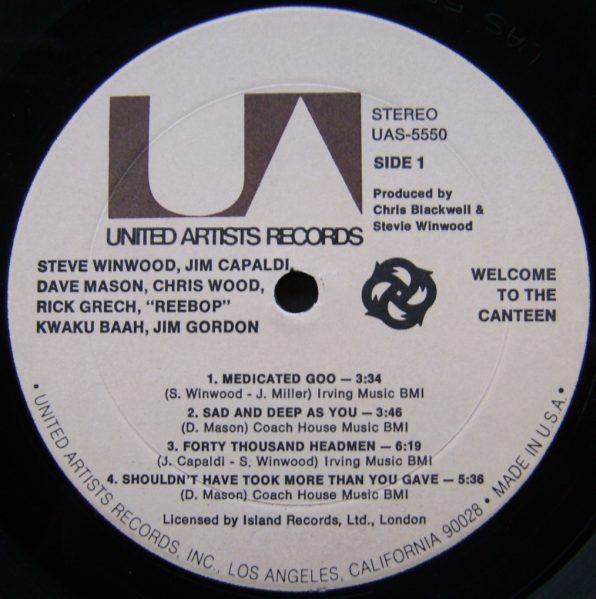 UA
STEREO
UAS-5550
SIDE 1
Produced by
Chris Blackwell &
Stevie Winwood
UNITED ARTISTS RECORDS
STEVE WINWOOD, JIM CAPALDI,
DAVE MASON, CHRIS WOOD,
RICK GRECH, “REEBOP”
KWAKU BAAH, JIM GORDON
WELCOME
TO THE
CANTEEN
1. MEDICATED GOO — 3:34
(S. Winwood - J. Miller) Irving Music BMI
2. SAD AND DEEP AS YOU — 3:46
(D. Mason) Coach House Music BMI
3. FORTY THOUSAND HEADMEN — 6:19
(J. Capaldi - S. Winwood) Irving Music BMI
4. SHOULDN'T HAVE TOOK MORE THAN YOU GAVE — 5:36
(D. Mason) Coach House Music BMI
Licensed by Island Records, Ltd., London
• UNITED ARTISTS RECORDS, INC., LOS ANGELES, CALIFORNIA 90028 • MADE IN U.S.A. •